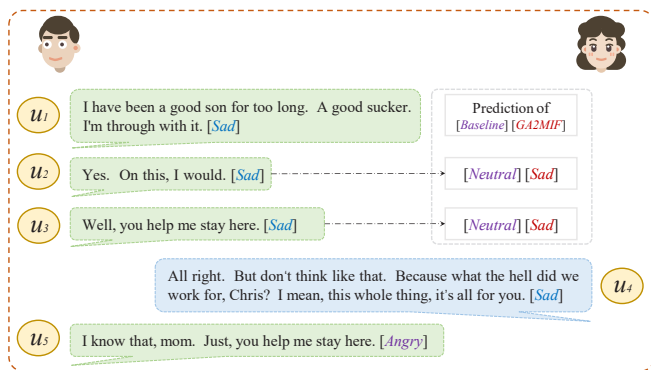 u1
I have been a good son for too long. A good sucker.
I'm through with it. [Sad]
Prediction of
[Baseline] [GA2MIF]
u2
Yes. On this, I would. [Sad]
[Neutral] [Sad]
u3
Well, you help me stay here. [Sad]
[Neutral] [Sad]
All right. But don't think like that. Because what the hell did we
work for, Chris? I mean, this whole thing, it's all for you. [Sad]
u4
u5
I know that, mom. Just, you help me stay here. [Angry]